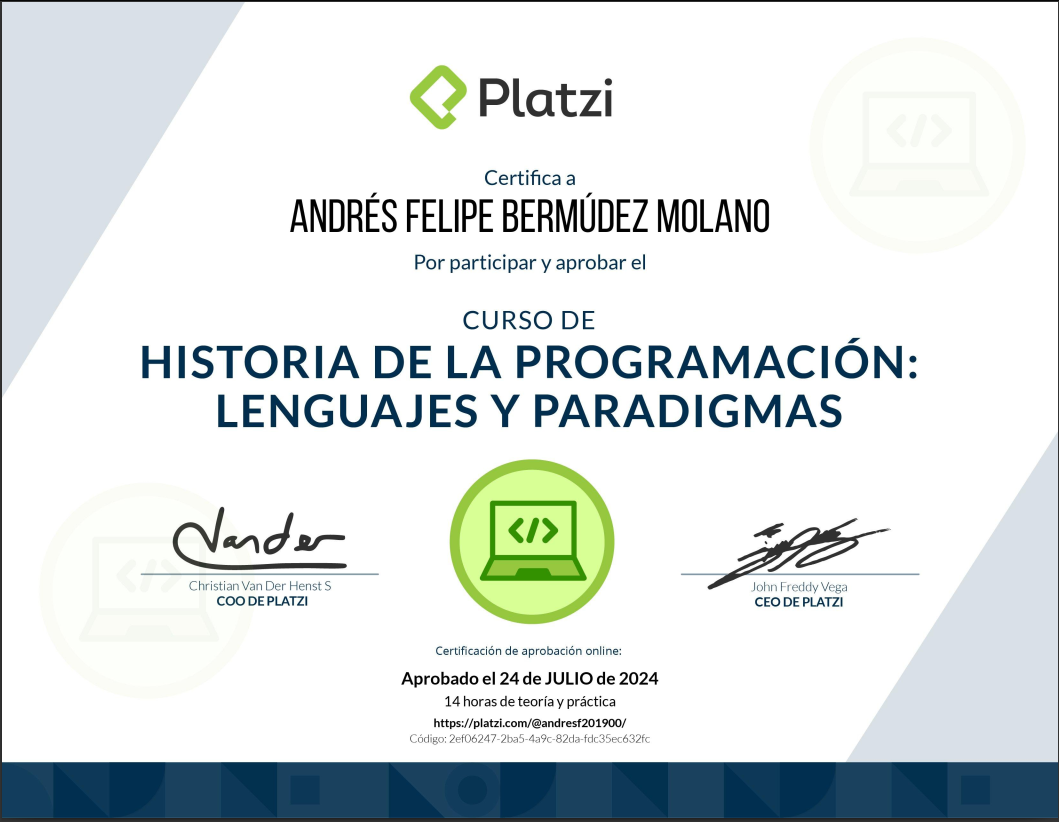 Platzi
Certifica a
ANDRÉS FELIPE BERMÚDEZ MOLANO
Por participar y aprobar el
CURSO DE
HISTORIA DE LA PROGRAMACIÓN:
LENGUAJES Y PARADIGMAS
</>
Vander
Christian Van Der Henst S
COO DE PLATZI
John Freddy Vega
CEO DE PLATZI
Certificación de aprobación online:
Aprobado el 24 de JULIO de 2024
14 horas de teoría y práctica
https://platzi.com/@andresf201900/
Código: 2ef06247-2ba5-4a9c-82da-fdc35ec632fc